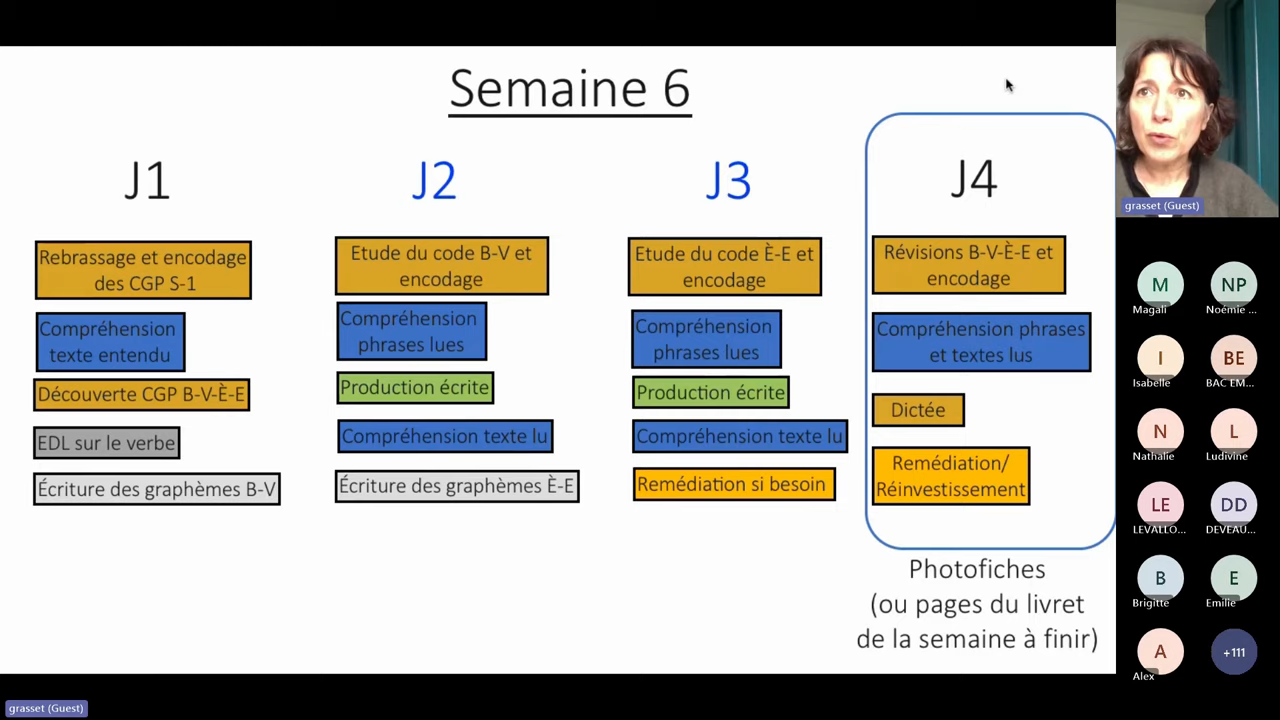 Semaine 6
J1
Rebrassage et encodage
des CGP S-1
Compréhension
texte entendu
Découverte CGP B-V-È-E
EDL sur le verbe
Écriture des graphèmes B-V
J2
Etude du code B-V et
encodage
Compréhension
phrases lues
Production écrite
Compréhension texte lu
Écriture des graphèmes È-E
J3
Etude du code È-E et
encodage
Compréhension
phrases lues
Production écrite
Compréhension texte lu
Remédiation si besoin
J4
Révisions B-V-È-E et
encodage
Compréhension phrases
et textes lus
Dictée
Remédiation/
Réinvestissement
Photofiches
(ou pages du livret
de la semaine à finir)
grasset (Guest)
M
Magali
NP
Noémie ...
I
Isabelle
BE
BAC EM...
N
Nathalie
L
Ludivine
LE
LEVALLO...
DD
DEVEAU...
B
Brigitte
E
Emilie
A
Alex
+111
grasset (Guest)